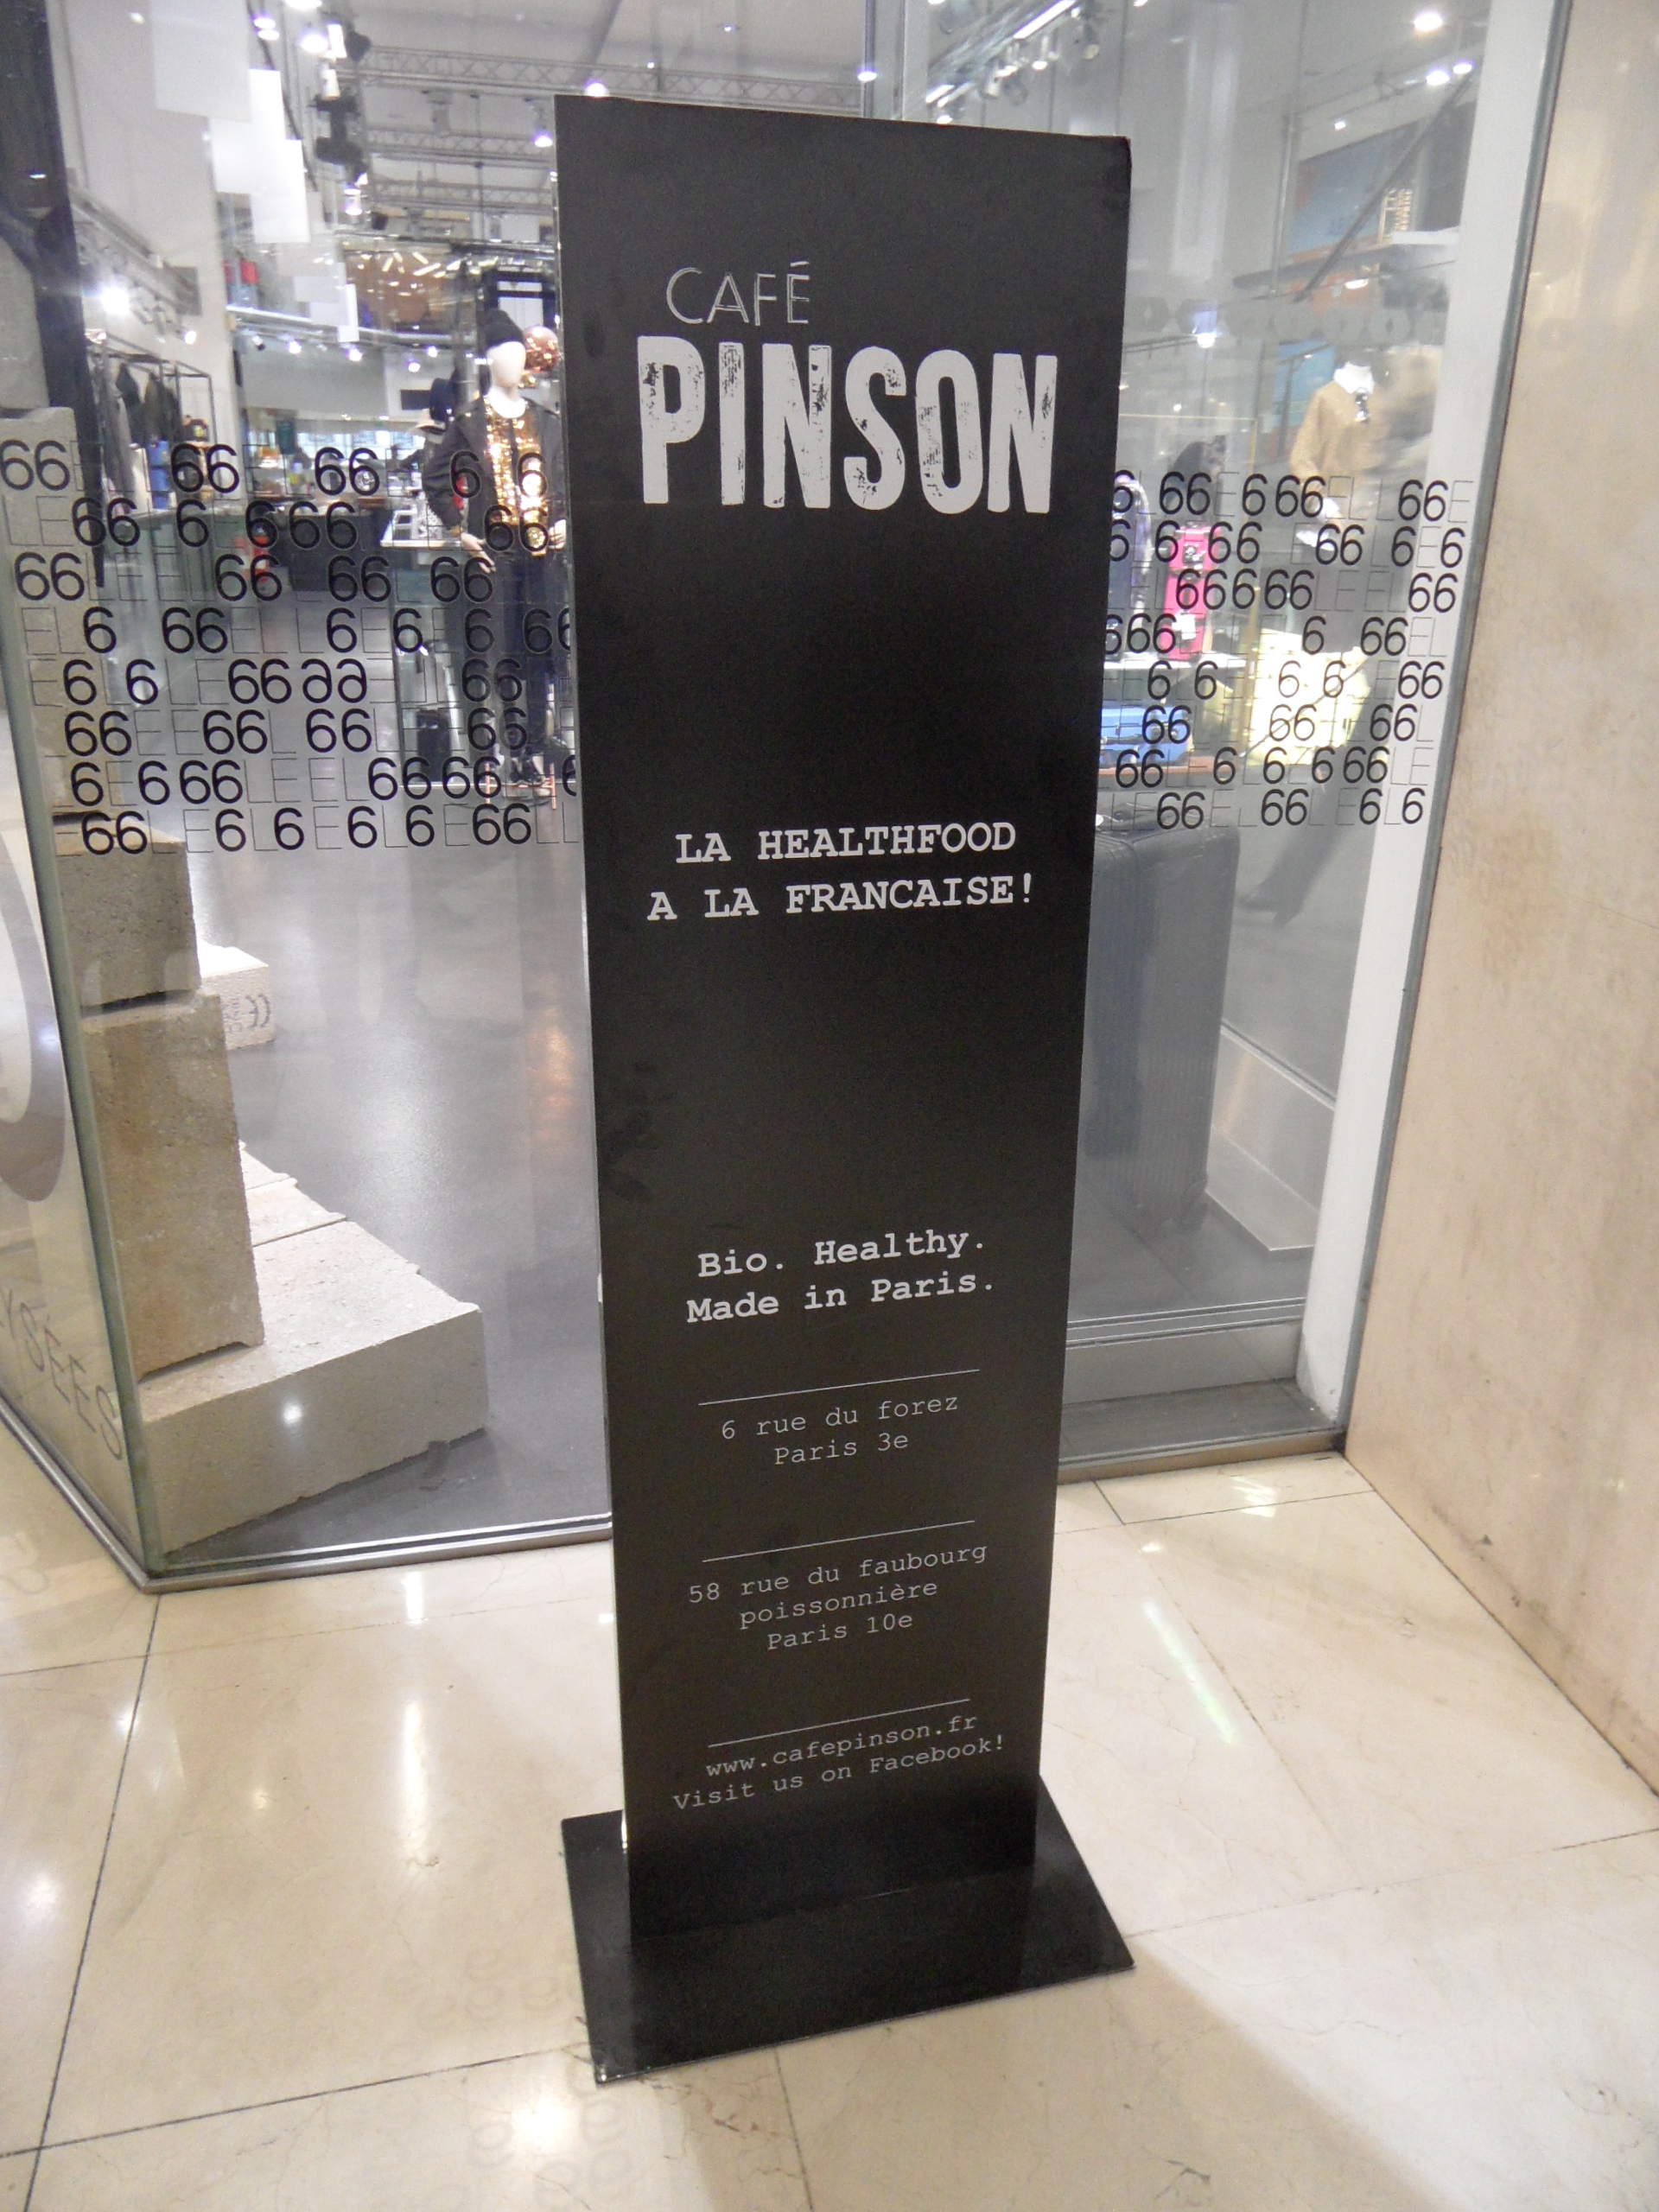 CAFÉ
PINSON
LA HEALTHFOOD
A LA FRANCAISE!
Bio. Healthy.
Made in Paris.
6 rue du forez
Paris 3e
58 rue du faubourg
poissonnière
Paris 10e
www.cafepinson.fr
Visit us on Facebook!